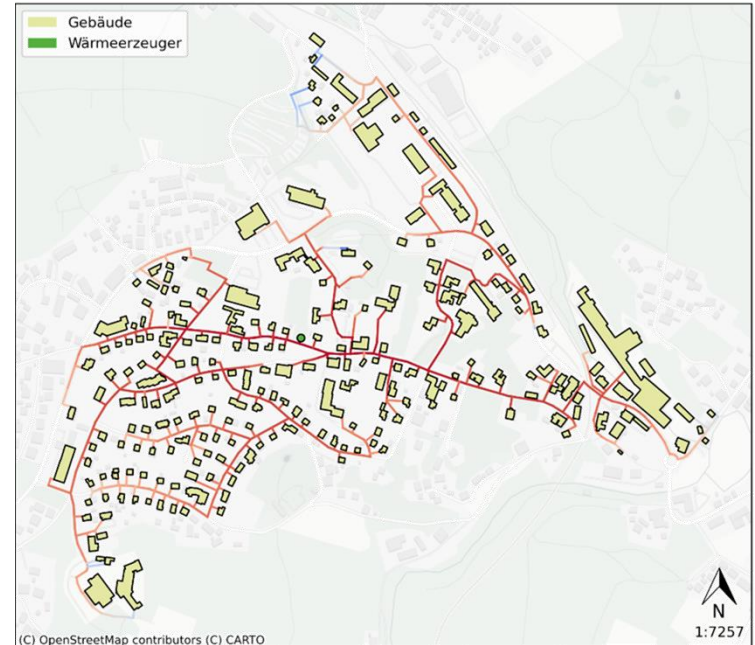 Gebäude
Wärmeerzeuger
N
1:7257
(C) OpenStreetMap contributors (C) CARTO